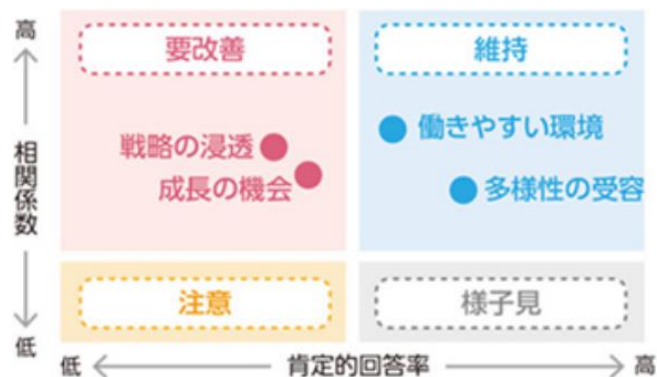 高
要改善
維持
働きやすい環境
戦略の浸透
成長の機会
多様性の受容
相関係数
注意
様子見
低
低
肯定的回答率
高